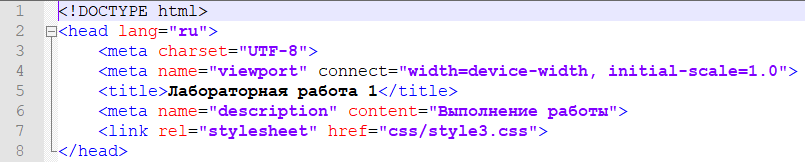 1 <!DOCTYPE html>
2 <head lang="ru">
3 <meta charset="UTF-8">
4 <meta name="viewport" connect="width=device-width, initial-scale=1.0">
5 <title>Лабораторная работа 1</title>
6 <meta name="description" content="Выполнение работы">
7 <link rel="stylesheet" href="css/style3.css">
8 </head>